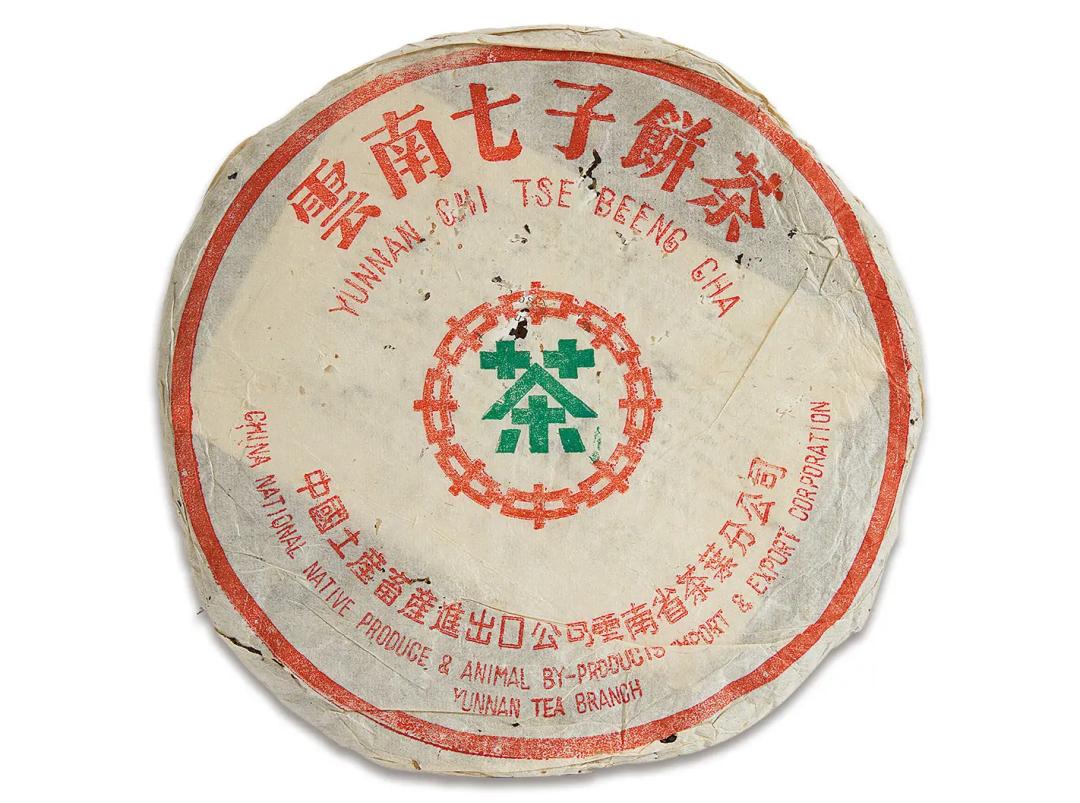 雲南七子餅茶
YUNNAN CHI TSE BEENG CHA
茶
中國土產畜產進出口公司雲南省茶葉分公司
CHINA NATIONAL NATIVE PRODUCE & ANIMAL BY-PRODUCTS IMPORT & EXPORT CORPORATION
YUNNAN TEA BRANCH